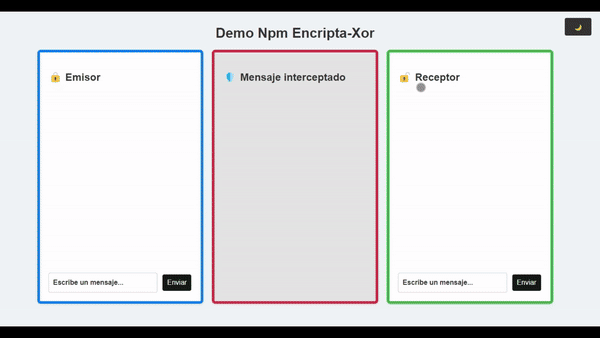 Demo Npm Encripta-Xor
Emisor
Mensaje interceptado
Receptor
Escribe un mensaje...
Enviar
Escribe un mensaje...
Enviar